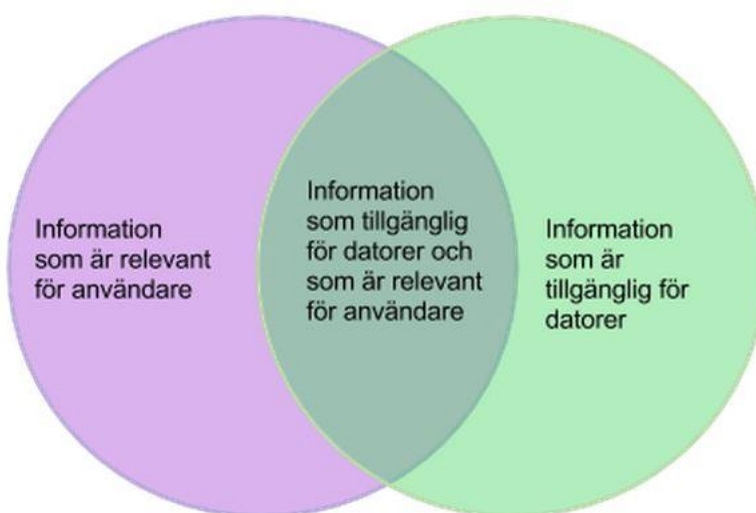 Information
som är relevant
för användare
Information
som tillgänglig
för datorer och
som är relevant
för användare
Information
som är
tillgänglig för
datorer